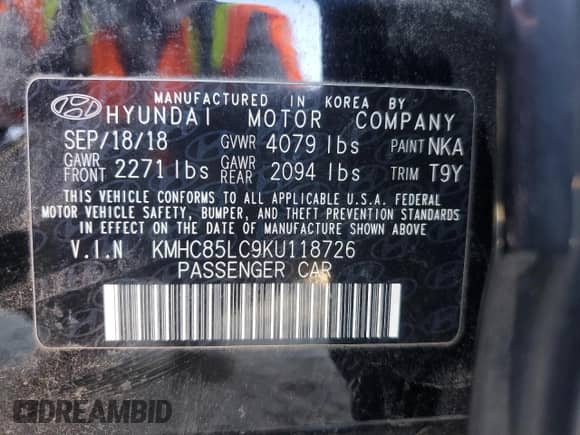 MANUFACTURED IN KOREA BY
HYUNDAI MOTOR COMPANY
SEP/18/18 GVWR 4079 lbs PAINT NKA
GAWR FRONT 2271 lbs GAWR REAR 2094 lbs TRIM T9Y
THIS VEHICLE CONFORMS TO ALL APPLICABLE U.S.A. FEDERAL
MOTOR VEHICLE SAFETY, BUMPER, AND THEFT PREVENTION STANDARDS
IN EFFECT ON THE DATE OF MANUFACTURE SHOWN ABOVE
V.I.N KMHC85LC9KU118726
PASSENGER CAR
DREAMBID